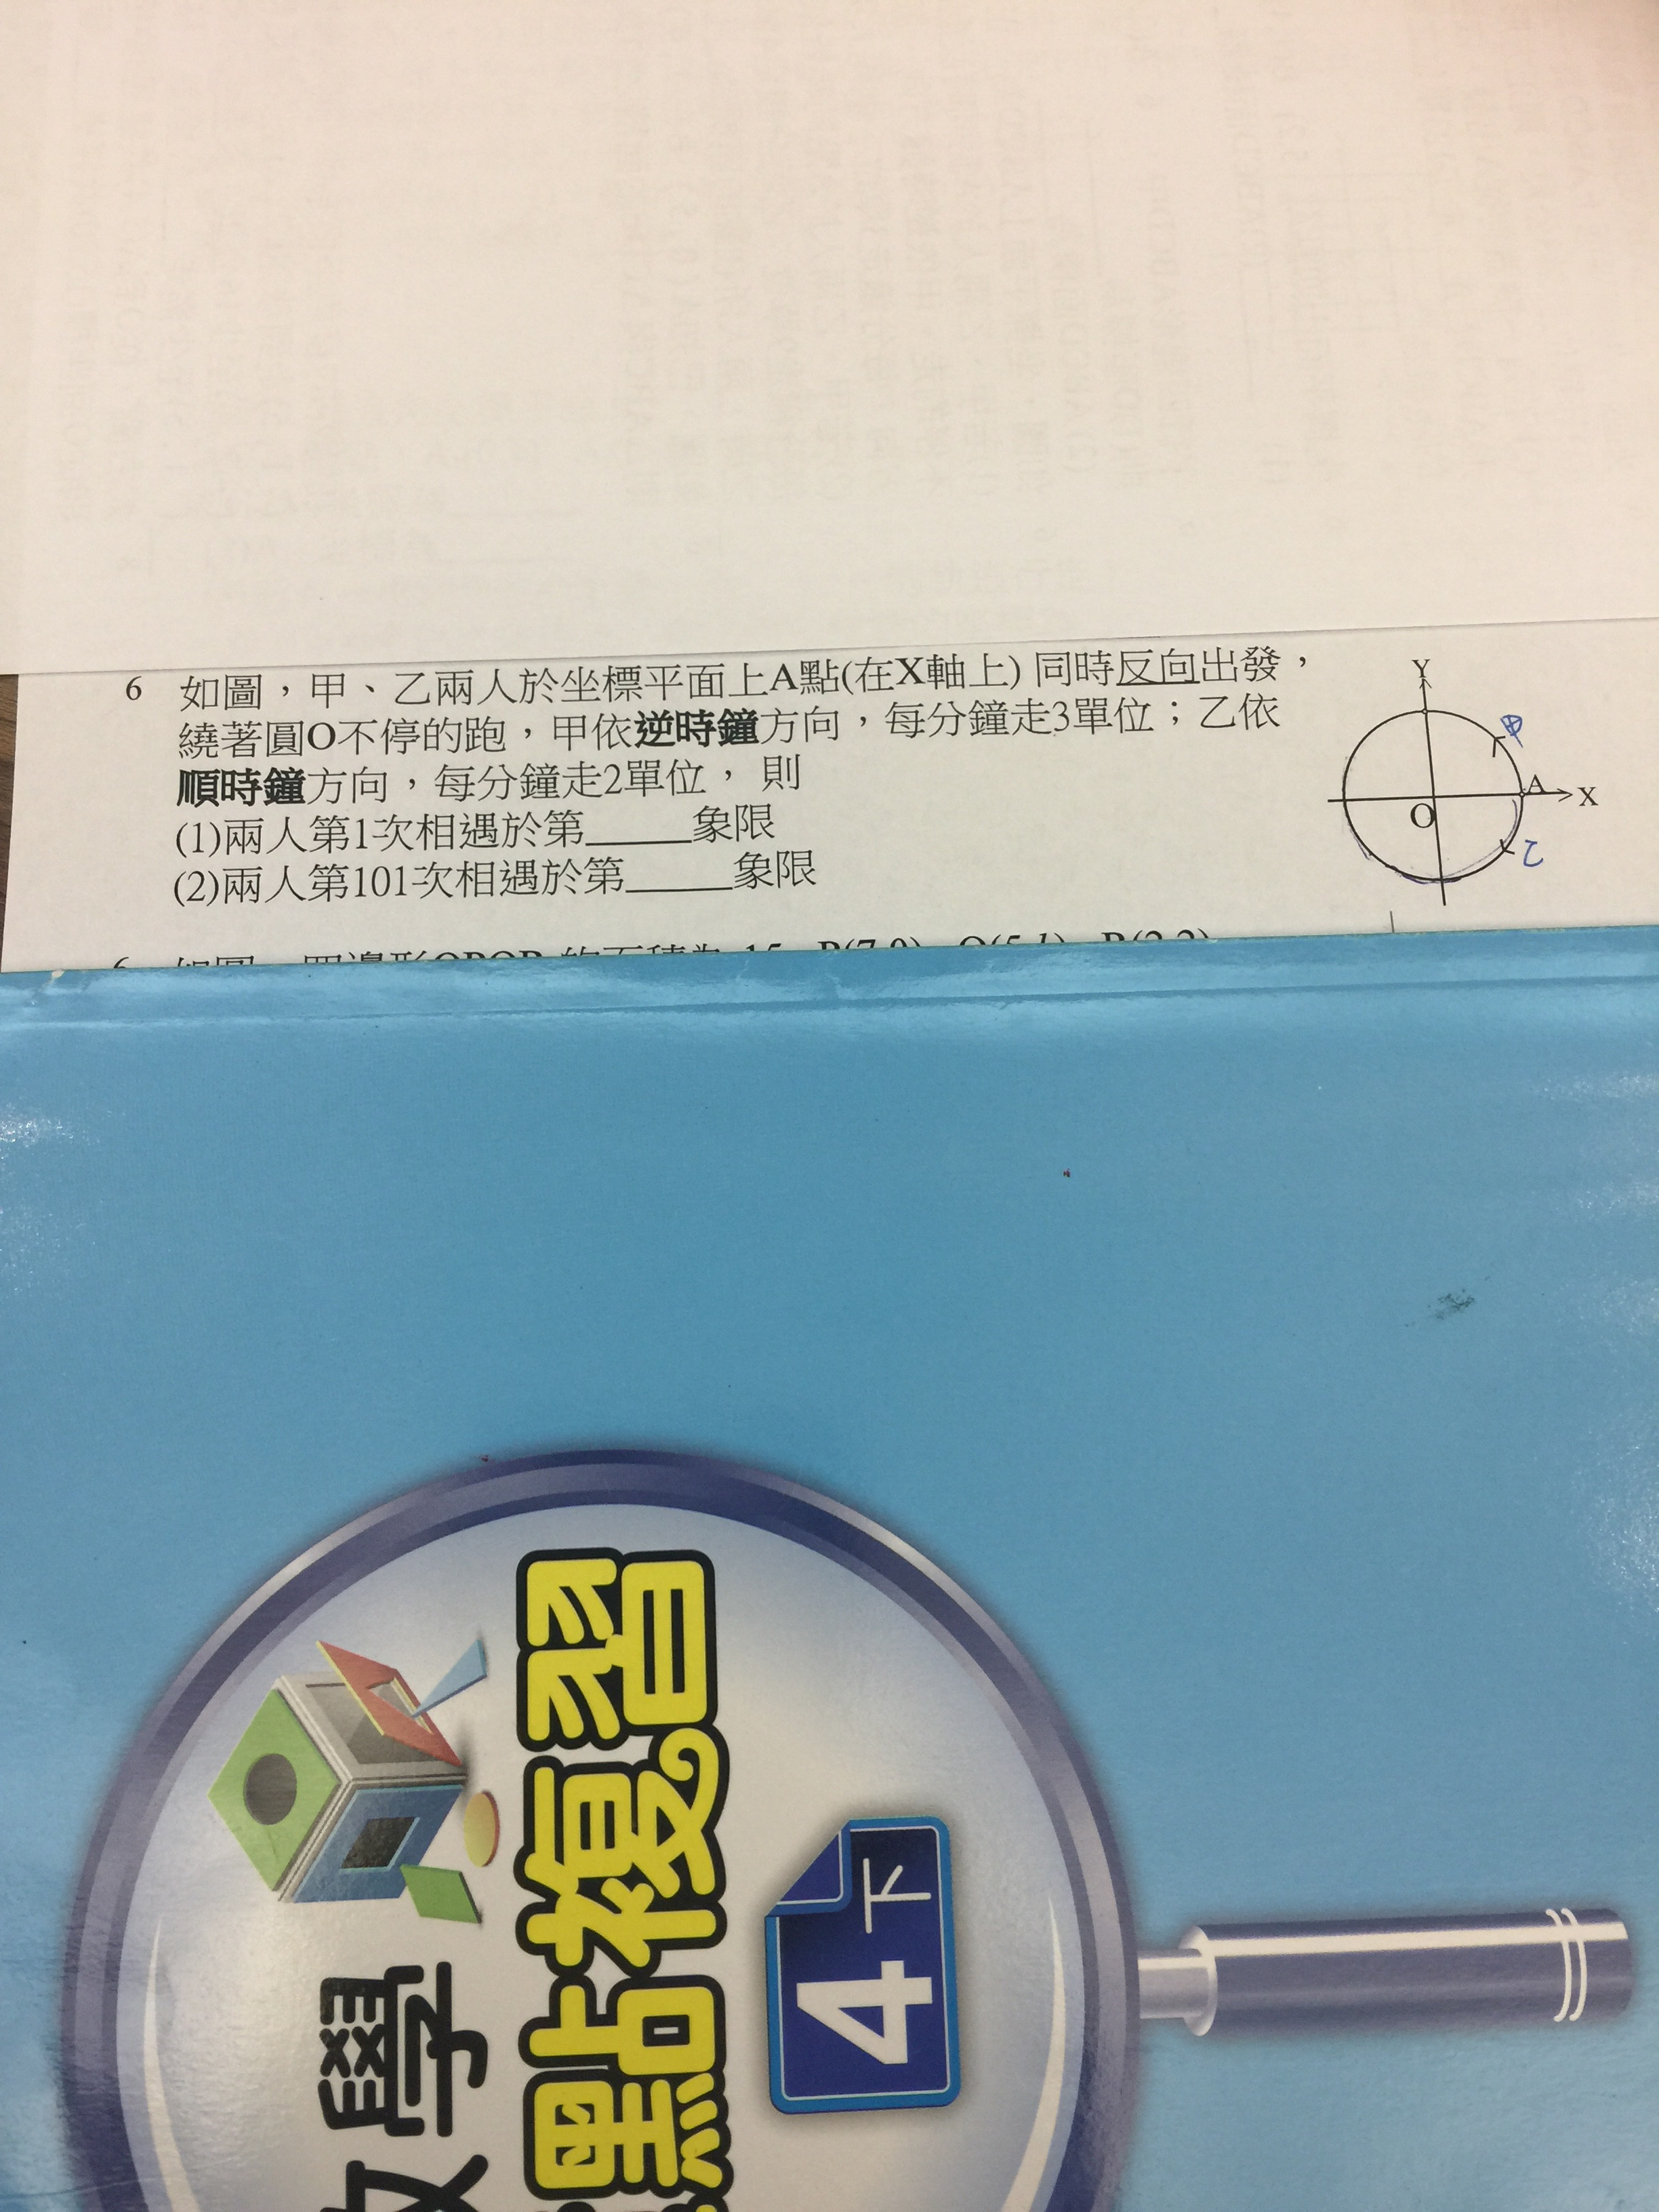 6 如圖，甲、乙兩人於坐標平面上A點(在X軸上) 同時反向出發，
繞著圓O不停的跑，甲依逆時鐘方向，每分鐘走3單位；乙依
順時鐘方向，每分鐘走2單位， 則
(1)兩人第1次相遇於第_____象限
(2)兩人第101次相遇於第_____象限
Y
甲
A
X
O
乙
數學
點復習
4下